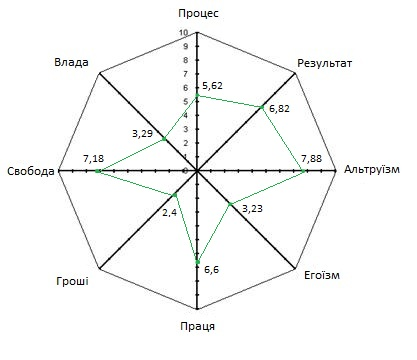 Процес
10
9
8
7
6
5
4
3
2
1
0
Влада
Результат
5,62
6,82
3,29
7,18
7,88
Свобода
Альтруїзм
2,4
3,23
6,6
Гроші
Егоїзм
Праця